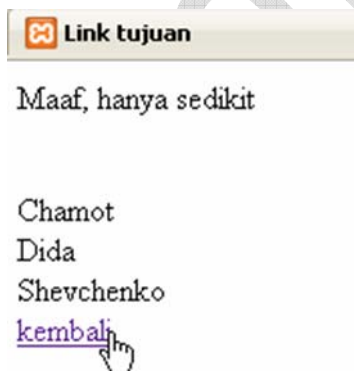 Link tujuan
Maaf, hanya sedikit
Chamot
Dida
Shevchenko
kembali